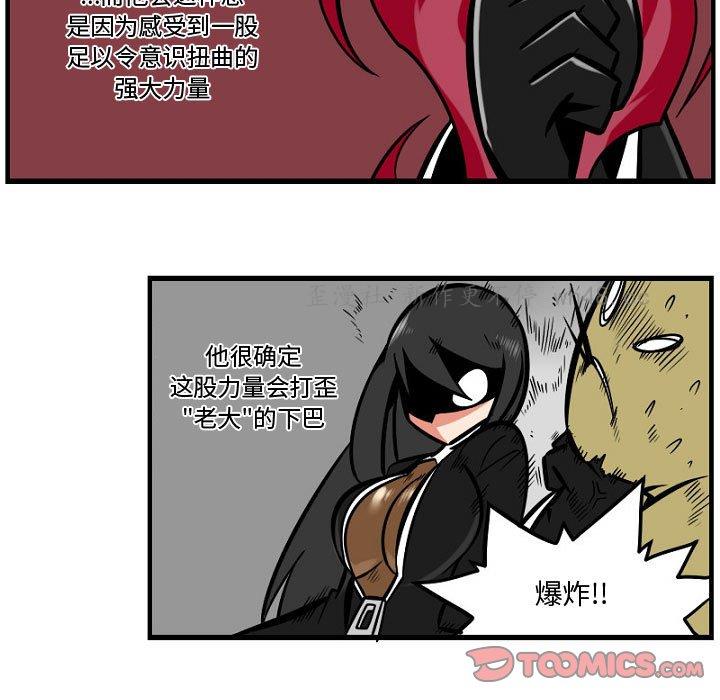 是因为感受到一股
足以令意识扭曲的
强大力量
他很确定
这股力量会打歪
"老大"的下巴
爆炸!!
TOOMICS.COM